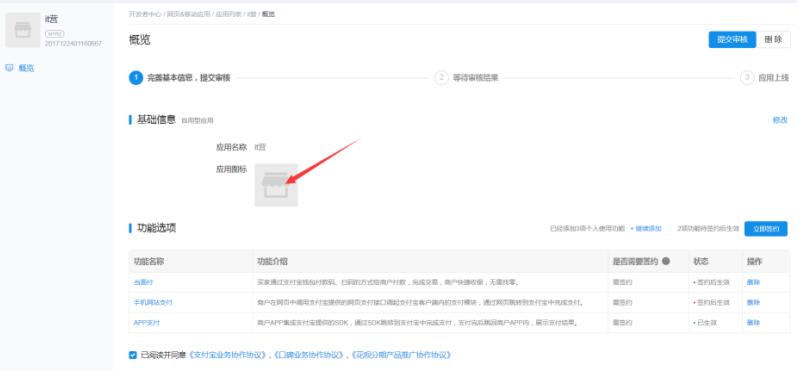 it营
2017122401160667
概览
开发者中心 / 网页&移动应用 / 应用列表 / it营 / 概览
概览
提交审核
删 除
1 完善基本信息，提交审核
2 等待审核结果
3 应用上线
基础信息 自用型应用
修改
应用名称 it营
应用图标
功能选项
已经添加3项个人使用功能 + 继续添加
2项功能待签约后生效
立即签约
功能名称 功能介绍 是否需要签约 状态 操作
当面付 买家通过支付宝钱包付款码、扫码的方式给商户付款，完成交易，商户快捷收银，无需找零。 需签约 • 签约后生效 删除
手机网站支付 商户在网页中调用支付宝提供的网页支付接口调起支付宝客户端内的支付模块，通过网页跳转到支付宝中完成支付。 需签约 • 签约后生效 删除
APP支付 商户APP集成支付宝提供的SDK，通过SDK跳转到支付宝中完成支付，支付完后跳回商户APP内，展示支付结果。 需签约 • 已生效 删除
已阅读并同意《支付宝业务协作协议》,《口碑业务协作协议》,《花呗分期产品推广协作协议》